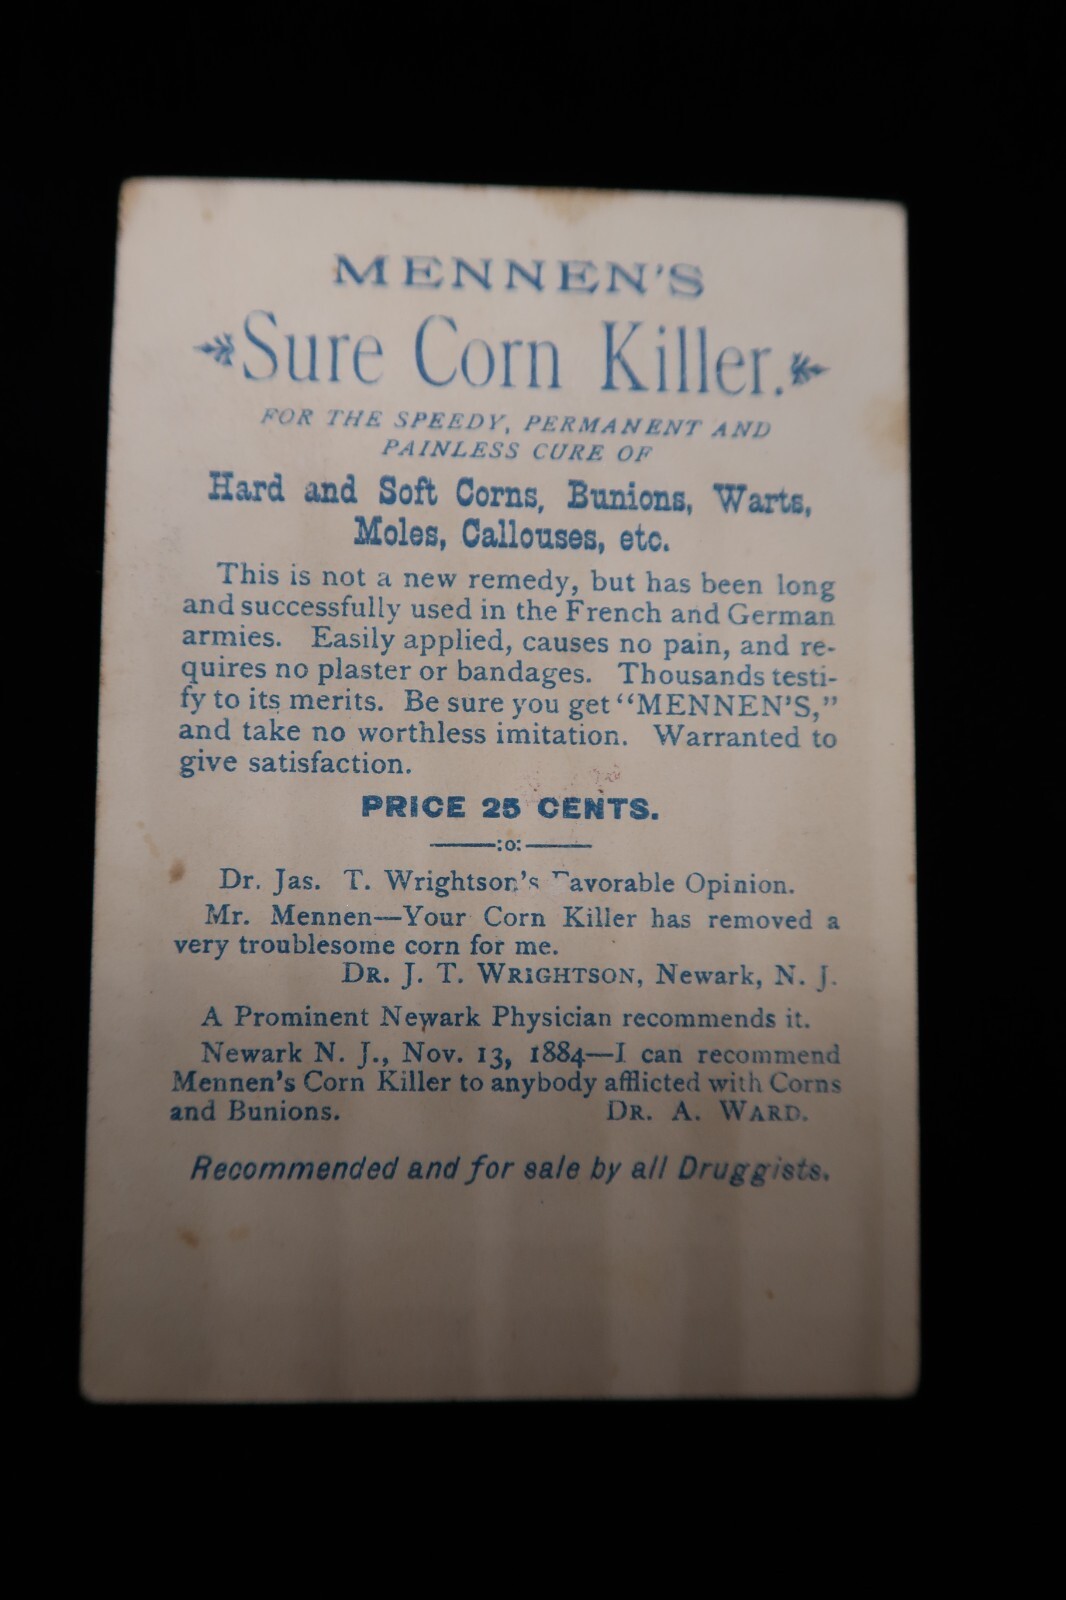 MENNEN'S
Sure Corn Killer.
FOR THE SPEEDY, PERMANENT AND
PAINLESS CURE OF
Hard and Soft Corns, Bunions, Warts,
Moles, Callouses, etc.
This is not a new remedy, but has been long
and successfully used in the French and German
armies. Easily applied, causes no pain, and re-
quires no plaster or bandages. Thousands testi-
fy to its merits. Be sure you get "MENNEN'S,"
and take no worthless imitation. Warranted to
give satisfaction.
PRICE 25 CENTS.
:o:
Dr. Jas. T. Wrightson's Favorable Opinion.
Mr. Mennen—Your Corn Killer has removed a
very troublesome corn for me.
DR. J. T. WRIGHTSON, Newark, N. J.
A Prominent Newark Physician recommends it.
Newark N. J., Nov. 13, 1884—I can recommend
Mennen's Corn Killer to anybody afflicted with Corns
and Bunions. DR. A. WARD.
Recommended and for sale by all Druggists.